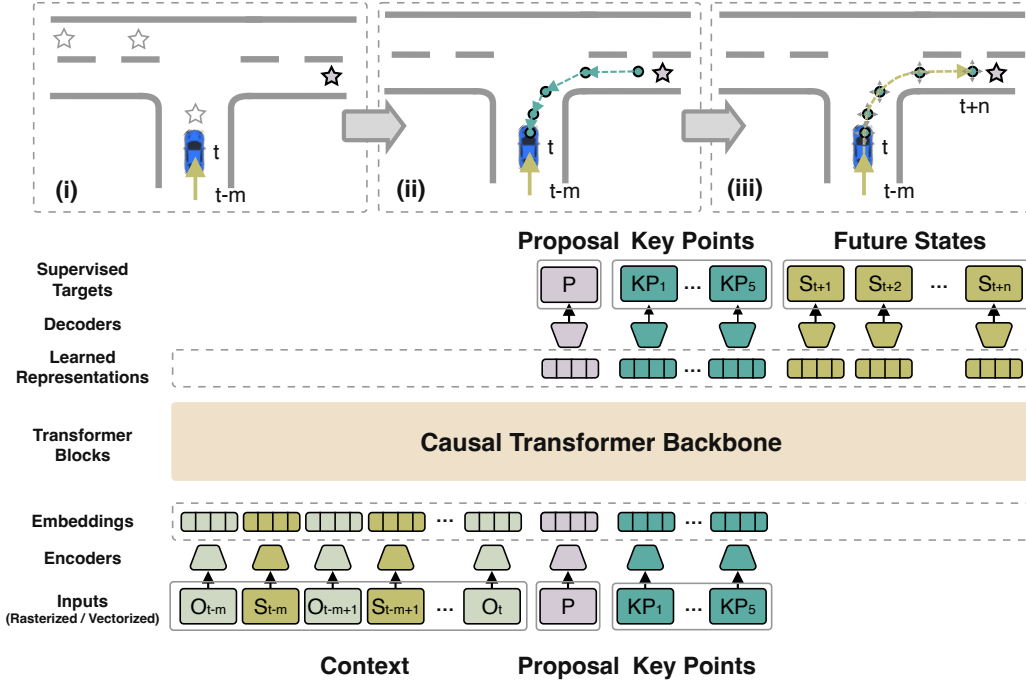 t
t-m
(i)
t
t-m
(ii)
t+n
t
t-m
(iii)
Proposal Key Points Future States
Supervised
Targets
P KP1 ... KP5 St+1 St+2 ... St+n
Decoders
Learned
Representations
...
Transformer
Blocks
Causal Transformer Backbone
Embeddings
... ...
Encoders
Inputs
(Rasterized / Vectorized)
Ot-m St-m Ot-m+1 St-m+1 ... Ot P KP1 ... KP5
Context Proposal Key Points